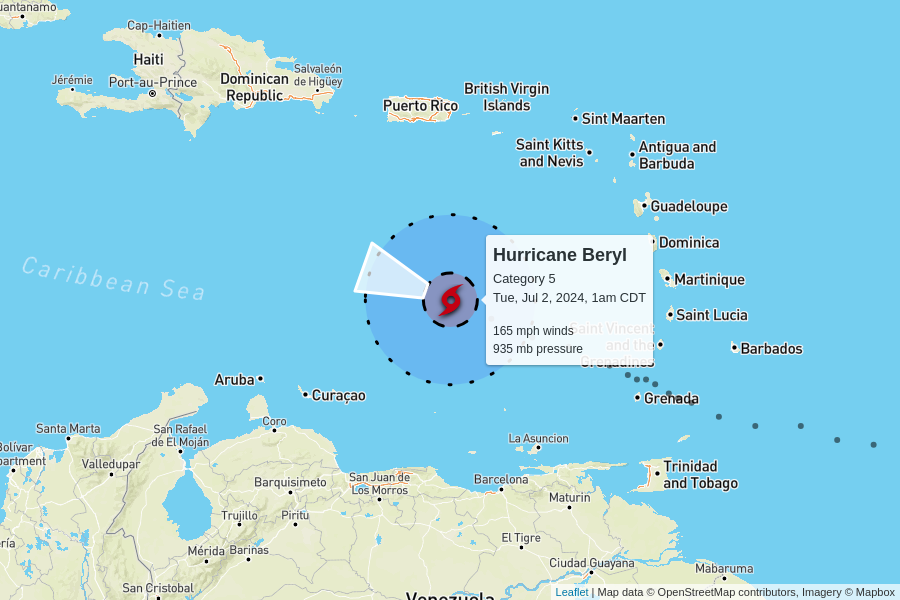 uantanamo
Cap-Haitien
Haiti
Jérémie
Port-au-Prince
Dominican
Republic
Salvaleón
de Higüey
Puerto Rico
British Virgin
Islands
Sint Maarten
Saint Kitts
and Nevis
Antigua and
Barbuda
Guadeloupe
Dominica
Martinique
Saint Lucia
Saint Vincent
and the
Grenadines
Barbados
Grenada
Caribbean Sea
Hurricane Beryl
Category 5
Tue, Jul 2, 2024, 1am CDT
165 mph winds
935 mb pressure
Aruba
Curaçao
Santa Marta
San Rafael
de El Moján
Coro
La Asuncion
Bolívar
partment
Valledupar
Barquisimeto
San Juan de
Los Morros
Barcelona
Trinidad
and Tobago
Maturin
Trujillo
Piritu
ería
Mérida
Barinas
El Tigre
Ciudad Guayana
Mabaruma
San Cristobal
Venezuela
Leaflet | Map data © OpenStreetMap contributors, Imagery © Mapbox